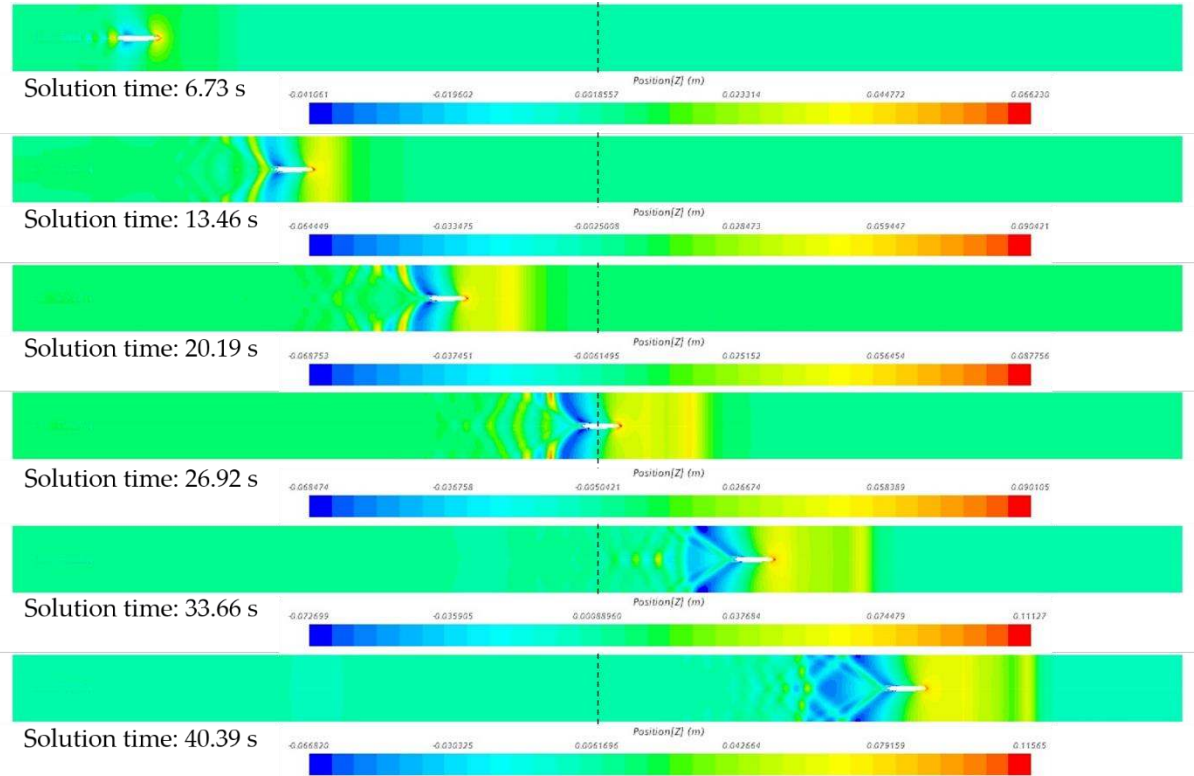 Solution time: 6.73 s
Position[Z] (m)
-0.041061 -0.019602 0.0018557 0.023314 0.044772 0.066230
Solution time: 13.46 s
Position[Z] (m)
-0.064449 -0.033475 -0.0025008 0.028473 0.059447 0.090421
Solution time: 20.19 s
Position[Z] (m)
-0.068753 -0.037451 -0.0061495 0.025152 0.056454 0.087756
Solution time: 26.92 s
Position[Z] (m)
-0.068474 -0.036758 -0.0050421 0.026674 0.058389 0.090105
Solution time: 33.66 s
Position[Z] (m)
-0.072699 -0.035905 0.00088960 0.037684 0.074479 0.11127
Solution time: 40.39 s
Position[Z] (m)
-0.066820 -0.030325 0.0061696 0.042664 0.079159 0.11565